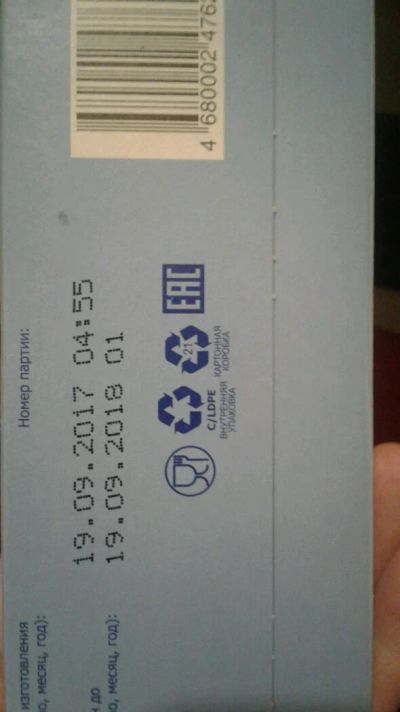 4 680002 476
Номер партии:
19.09.2017 04:55
19.09.2018 01
изготовления
месяц, год):
до
месяц, год):
EAC
21
КАРТОННАЯ
КОРОБКА
C/LDPE
ВНУТРЕННЯЯ
УПАКОВКА